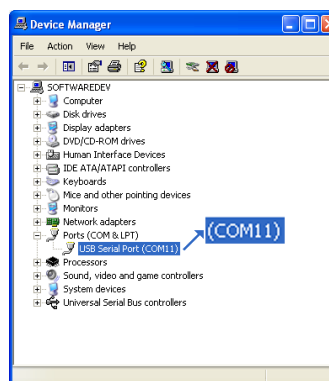 Device Manager
File Action View Help
SOFTWAREDEV
Computer
Disk drives
Display adapters
DVD/CD-ROM drives
Human Interface Devices
IDE ATA/ATAPI controllers
Keyboards
Mice and other pointing devices
Monitors
Network adapters
Ports (COM & LPT)
USB Serial Port (COM11)
(COM11)
Processors
Sound, video and game controllers
System devices
Universal Serial Bus controllers